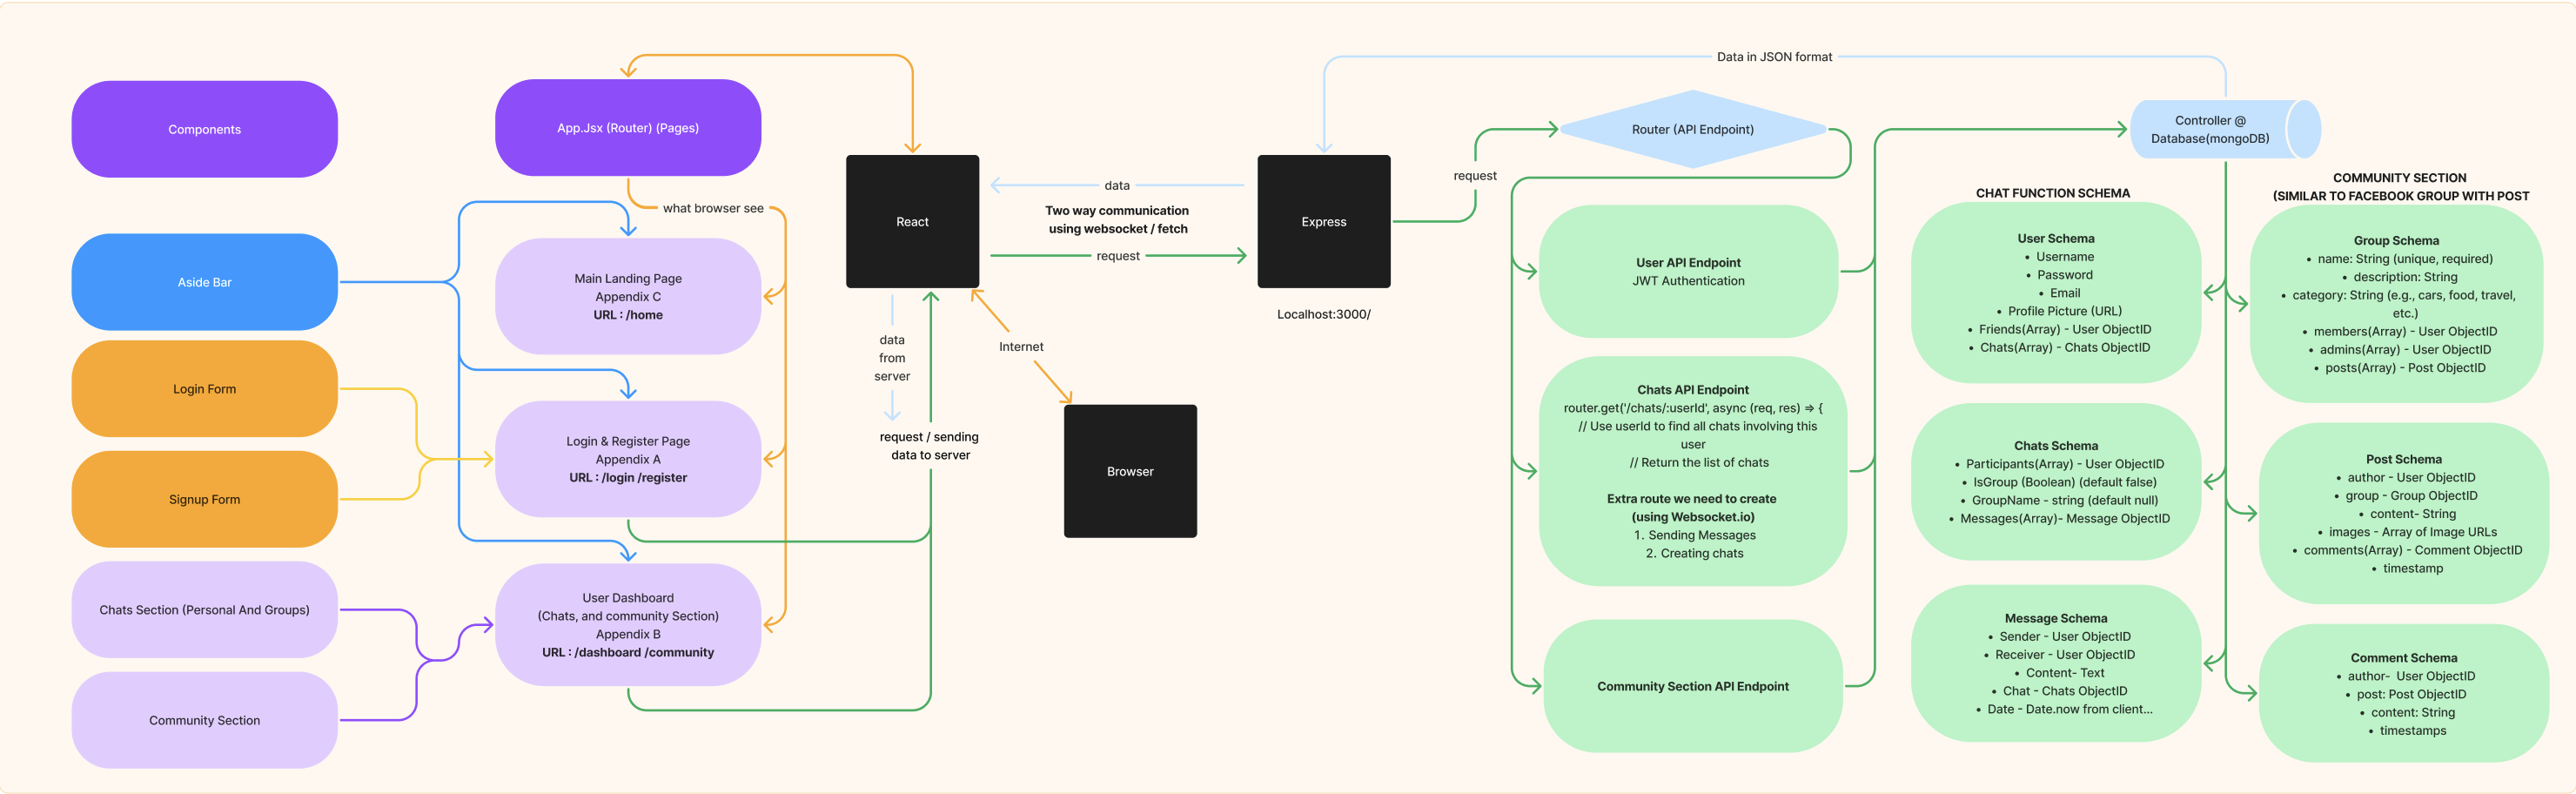 Components
Aside Bar
Login Form
Signup Form
Chats Section (Personal And Groups)
Community Section
App.Jsx (Router) (Pages)
what browser see
Main Landing Page
Appendix C
URL : /home
Login & Register Page
Appendix A
URL : /login /register
User Dashboard
(Chats, and community Section)
Appendix B
URL : /dashboard /community
React
data
Two way communication
using websocket / fetch
request
data
from
server
request / sending
data to server
Internet
Browser
Express
Localhost:3000/
Data in JSON format
request
Router (API Endpoint)
User API Endpoint
JWT Authentication
Chats API Endpoint
router.get('/chats/:userId', async (req, res) => {
// Use userId to find all chats involving this
user
// Return the list of chats
Extra route we need to create
(using Websocket.io)
1. Sending Messages
2. Creating chats
Community Section API Endpoint
Controller @
Database(mongoDB)
CHAT FUNCTION SCHEMA
User Schema
• Username
• Password
• Email
• Profile Picture (URL)
• Friends(Array) - User ObjectID
• Chats(Array) - Chats ObjectID
Chats Schema
• Participants(Array) - User ObjectID
• IsGroup (Boolean) (default false)
• GroupName - string (default null)
• Messages(Array)- Message ObjectID
Message Schema
• Sender - User ObjectID
• Receiver - User ObjectID
• Content- Text
• Chat - Chats ObjectID
• Date - Date.now from client...
COMMUNITY SECTION
(SIMILAR TO FACEBOOK GROUP WITH POST
Group Schema
• name: String (unique, required)
• description: String
• category: String (e.g., cars, food, travel,
etc.)
• members(Array) - User ObjectID
• admins(Array) - User ObjectID
• posts(Array) - Post ObjectID
Post Schema
• author - User ObjectID
• group - Group ObjectID
• content- String
• images - Array of Image URLs
• comments(Array) - Comment ObjectID
• timestamp
Comment Schema
• author- User ObjectID
• post: Post ObjectID
• content: String
• timestamps